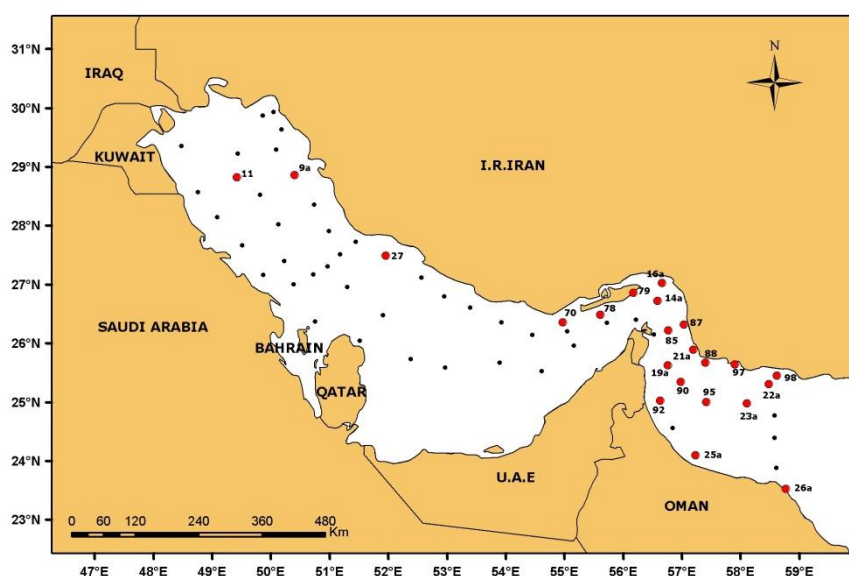 31°N
N
IRAQ
30°N
KUWAIT
29°N
11
9a
I.R.IRAN
28°N
27
27°N
16a
79
14a
70
78
87
26°N
SAUDI ARABIA
BAHRAIN
85
21a
88
97
98
QATAR
19a
90
95
22a
25°N
92
23a
24°N
25a
U.A.E
26a
OMAN
23°N
0 60 120 240 360 480
Km
47°E 48°E 49°E 50°E 51°E 52°E 53°E 54°E 55°E 56°E 57°E 58°E 59°E